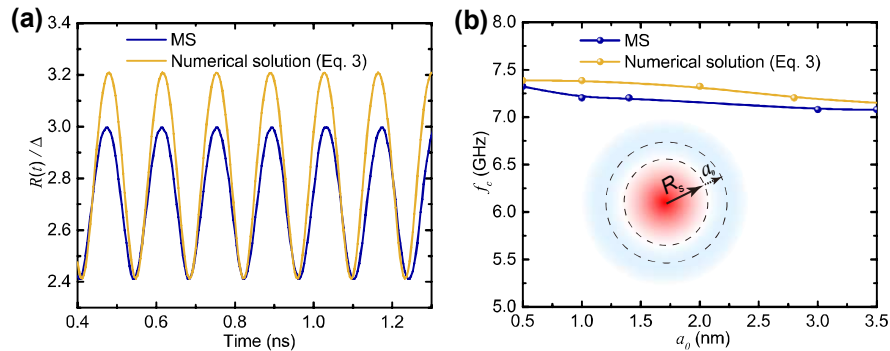 (a)
MS
Numerical solution (Eq. 3)
R(t) / Δ
3.2
3.0
2.8
2.6
2.4
0.4
0.6
0.8
1.0
1.2
Time (ns)
(b)
MS
Numerical solution (Eq. 3)
f_c (GHz)
8.0
7.5
7.0
6.5
6.0
5.5
5.0
R_s
a_0
0.5
1.0
1.5
2.0
2.5
3.0
3.5
a_0 (nm)